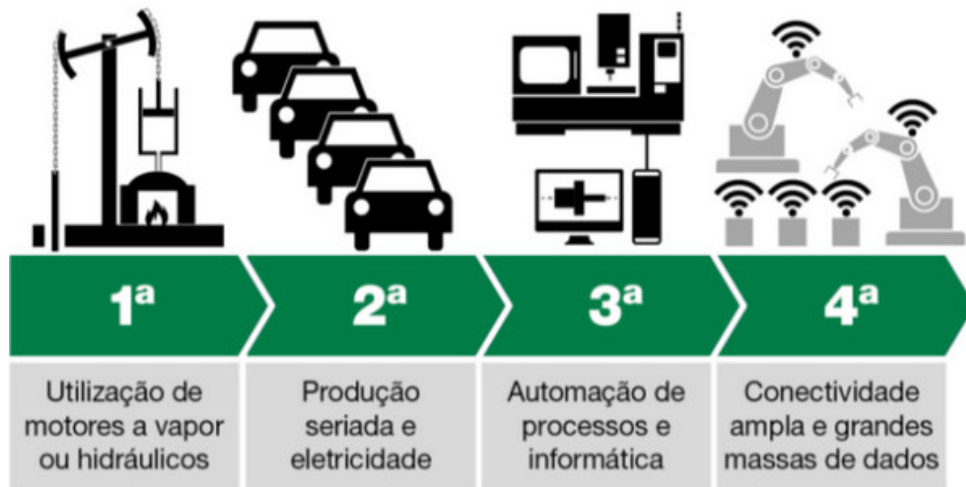 1ª
2ª
3ª
4ª
Utilização de
motores a vapor
ou hidráulicos
Produção
seriada e
eletricidade
Automação de
processos e
informática
Conectividade
ampla e grandes
massas de dados